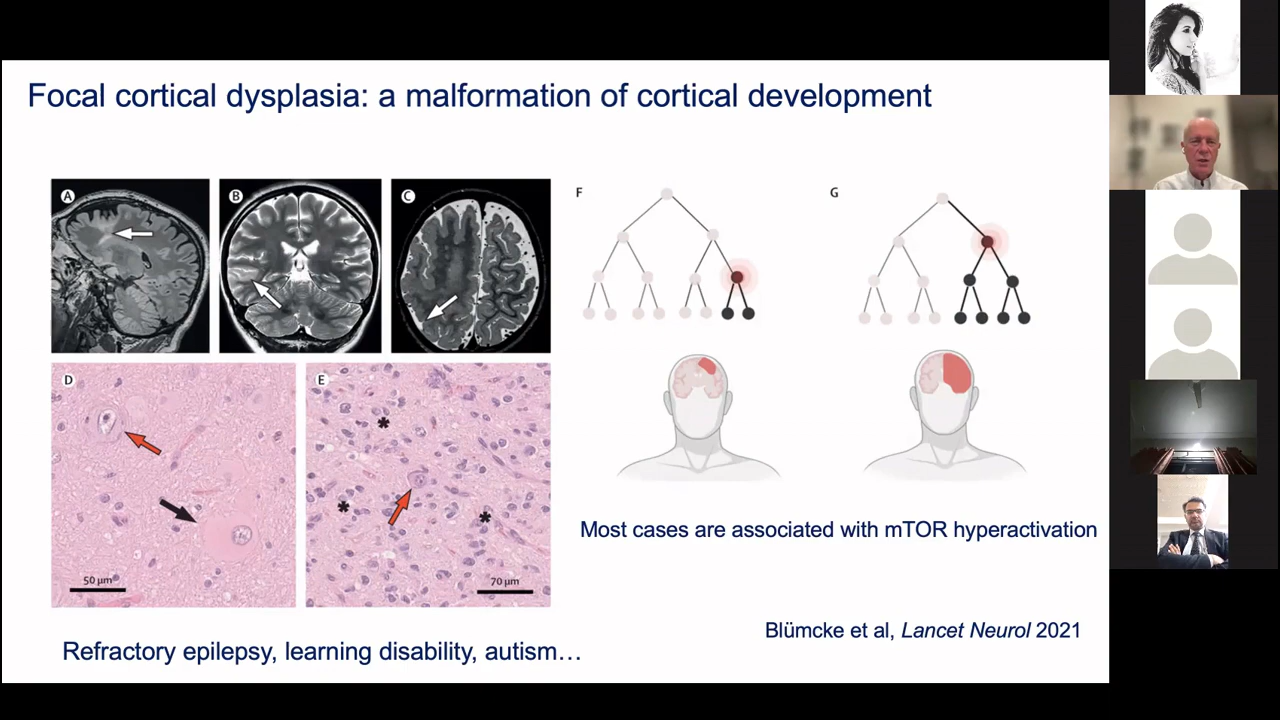 Focal cortical dysplasia: a malformation of cortical development
A
B
C
F
G
D
E
50 µm
70 µm
Most cases are associated with mTOR hyperactivation
Blümcke et al, Lancet Neurol 2021
Refractory epilepsy, learning disability, autism…